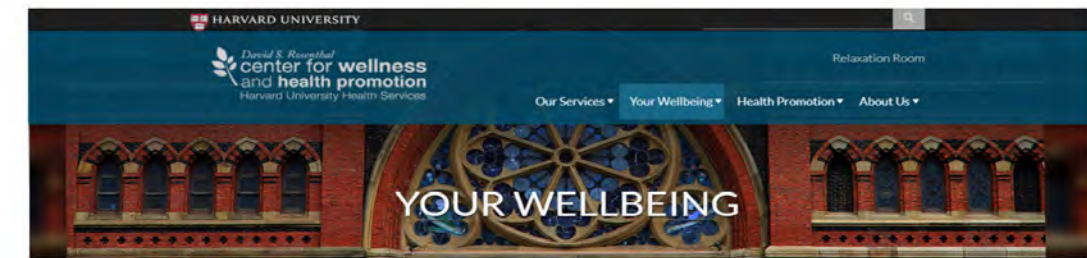 HARVARD UNIVERSITY
David S. Rosenthal
center for wellness
and health promotion
Harvard University Health Services
Relaxation Room
Our Services ▾ Your Wellbeing ▾ Health Promotion ▾ About Us ▾
YOUR WELLBEING